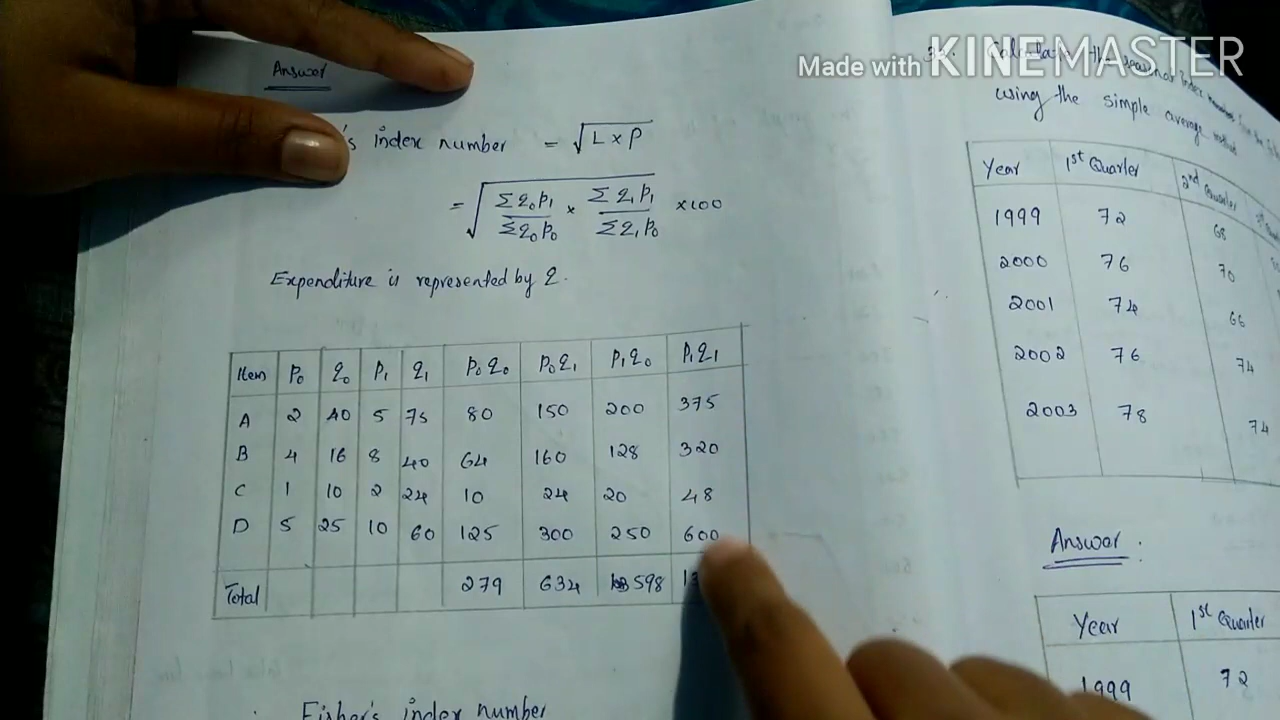 Made with KINEMASTER
Answer
's index number = √L x P
= √ Σq₀p₁ / Σq₀p₀ x Σq₁p₁ / Σq₁p₀ x100
Expenditure is represented by q.
Item P₀ q₀ P₁ q₁ P₀q₀ P₀q₁ P₁q₀ P₁q₁
A 2 40 5 75 80 150 200 375
B 4 16 8 40 64 160 128 320
C 1 10 2 24 10 24 20 48
D 5 25 10 60 125 300 250 600
Total 279 634 598
Fisher's index number
using the simple average
Year 1st Quarter 2nd Quarter
1999 72 68
2000 76 70
2001 74 66
2002 76 74
2003 78 74
Answer :
Year 1st Quarter
1999 72